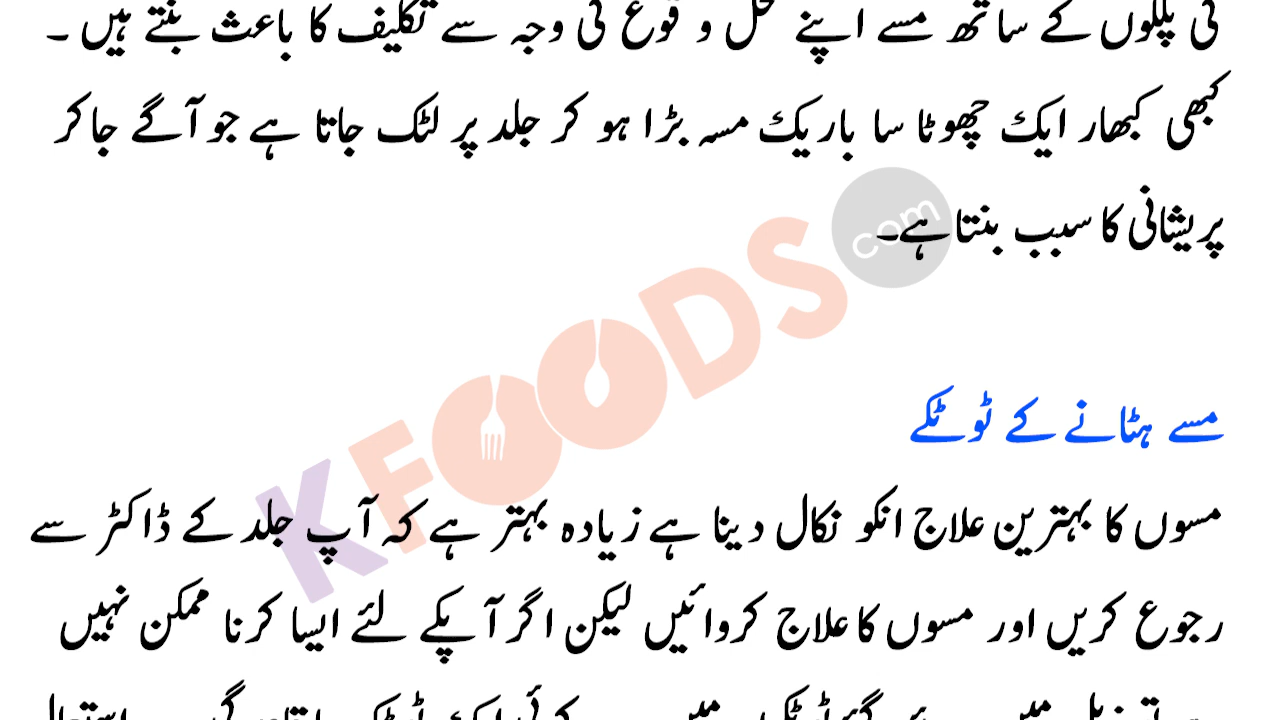 کی پلکوں کے ساتھ مسے اپنے محل و قوع کی وجہ سے تکلیف کا باعث بنتے ہیں ۔
کبھی کبھار ایک چھوٹا سا باریک مسہ بڑا ہو کر جلد پر لٹک جاتا ہے جو آگے جا کر
پریشانی کا سبب بنتا ہے۔
KFOODS.com
مسے ہٹانے کے ٹوٹکے
مسوں کا بہترین علاج انکو نکال دینا ہے زیادہ بہتر ہے کہ آپ جلد کے ڈاکٹر سے
رجوع کریں اور مسوں کا علاج کروائیں لیکن اگر آپکے لئے ایسا کرنا ممکن نہیں